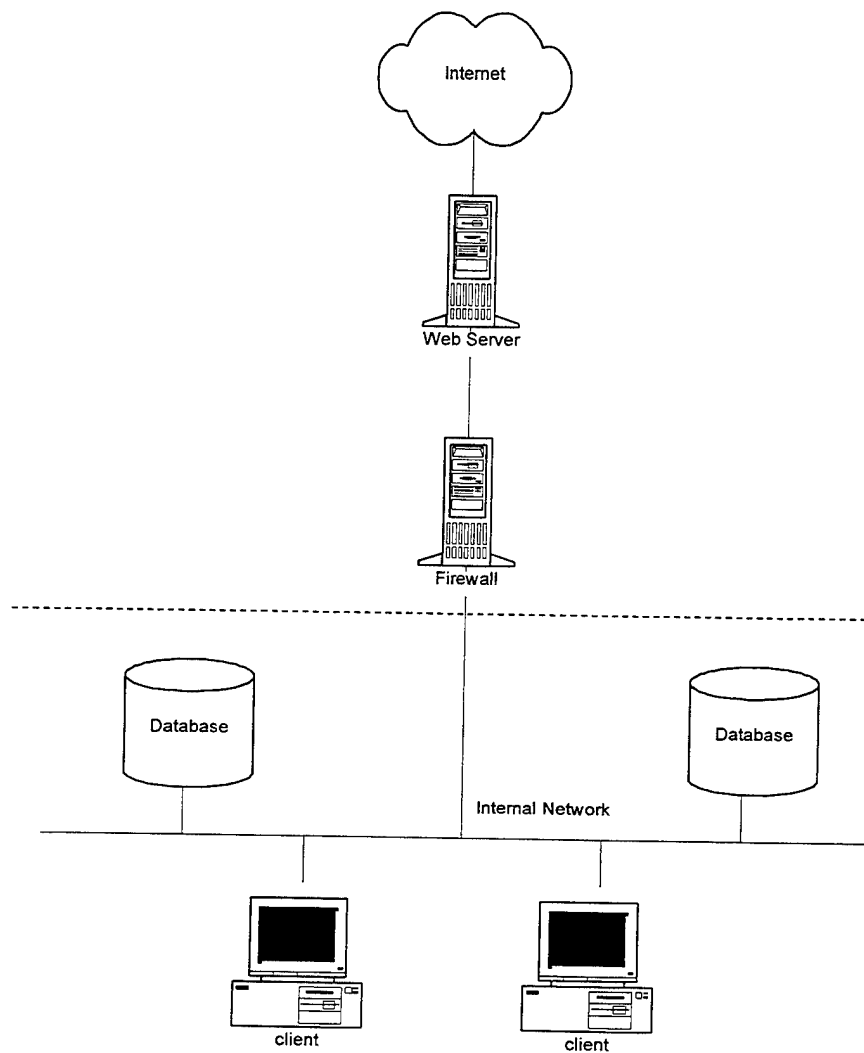 Internet
Web Server
Firewall
Database
Database
Internal Network
client
client